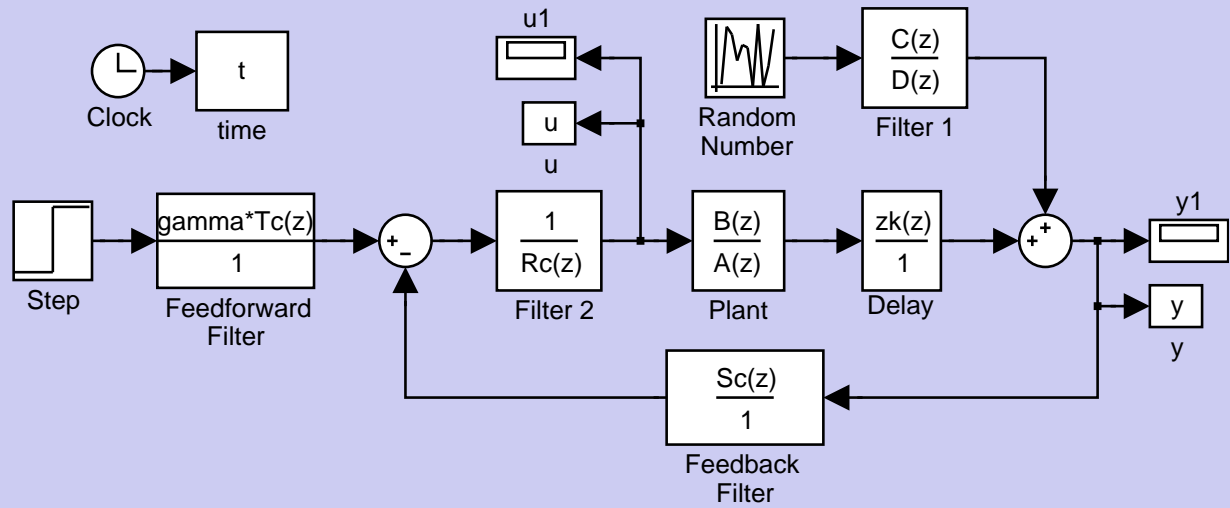 t
Clock
time
u1
u
u
Random
Number
C(z)
D(z)
Filter 1
Step
gamma*Tc(z)
1
Feedforward
Filter
+
−
1
Rc(z)
Filter 2
B(z)
A(z)
Plant
zk(z)
1
Delay
+
+
y1
y
y
Sc(z)
1
Feedback
Filter